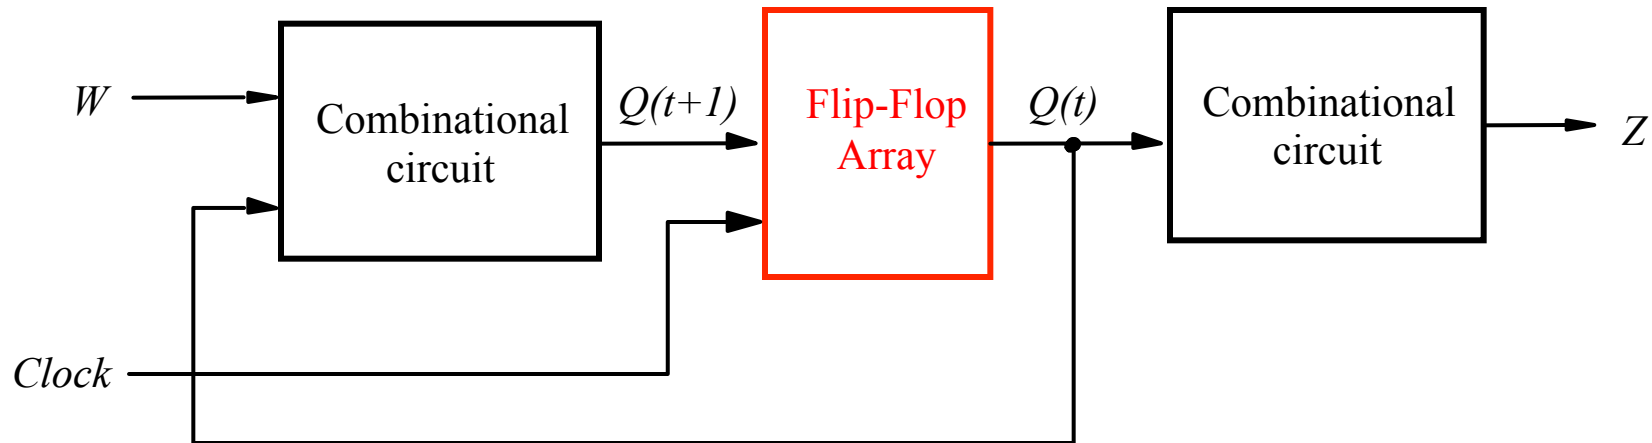 W
Combinational
circuit
Q(t+1)
Flip-Flop
Array
Q(t)
Combinational
circuit
Z
Clock